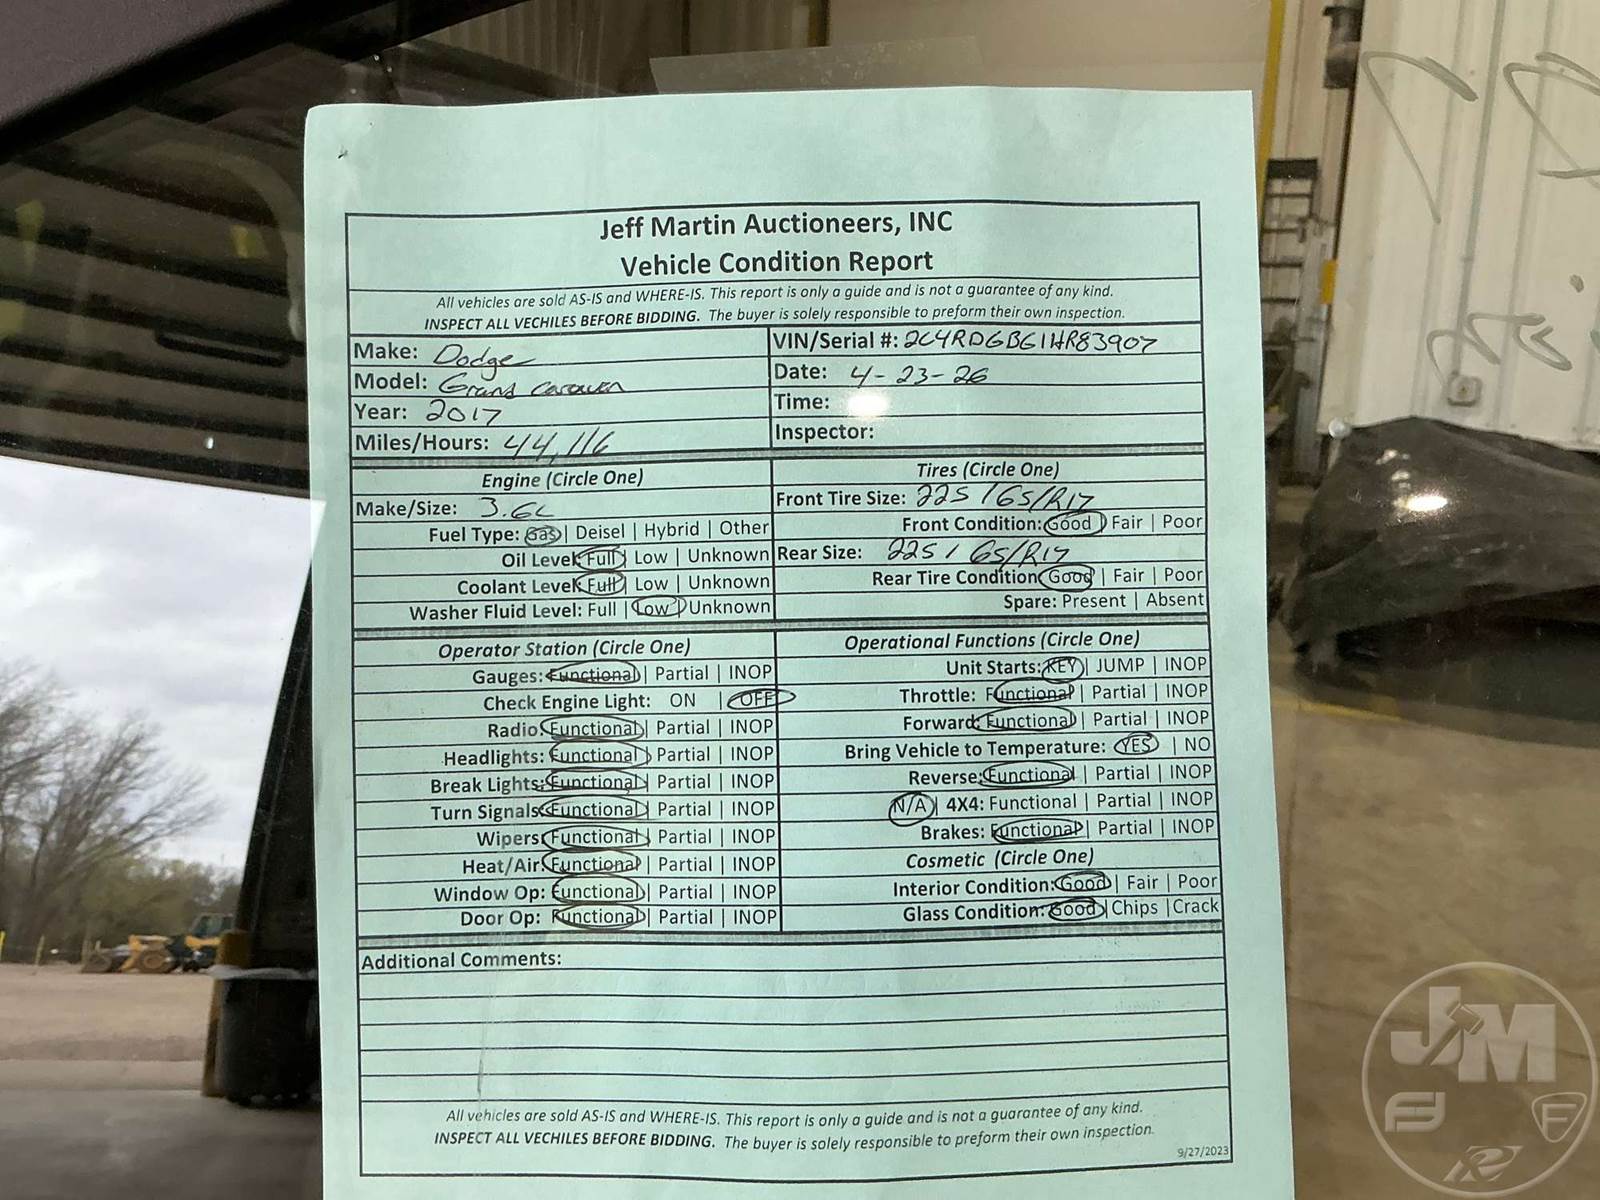 Jeff Martin Auctioneers, INC
Vehicle Condition Report
All vehicles are sold AS-IS and WHERE-IS. This report is only a guide and is not a guarantee of any kind.
INSPECT ALL VECHILES BEFORE BIDDING. The buyer is solely responsible to preform their own inspection.
Make: Dodge
Model: Grand Caravan
Year: 2017
Miles/Hours: 44,116
VIN/Serial #: 2C4RDGBG1HR83907
Date: 4-23-26
Time:
Inspector:
Engine (Circle One)
Make/Size: 3.6L
Fuel Type: Gas | Deisel | Hybrid | Other
Oil Level: Full | Low | Unknown
Coolant Level: Full | Low | Unknown
Washer Fluid Level: Full | Low | Unknown
Tires (Circle One)
Front Tire Size: 225/65/R17
Front Condition: Good | Fair | Poor
Rear Size: 225/65/R17
Rear Tire Condition: Good | Fair | Poor
Spare: Present | Absent
Operator Station (Circle One)
Gauges: Functional | Partial | INOP
Check Engine Light: ON | OFF
Radio: Functional | Partial | INOP
Headlights: Functional | Partial | INOP
Break Lights: Functional | Partial | INOP
Turn Signals: Functional | Partial | INOP
Wipers: Functional | Partial | INOP
Heat/Air: Functional | Partial | INOP
Window Op: Functional | Partial | INOP
Door Op: Functional | Partial | INOP
Operational Functions (Circle One)
Unit Starts: KEY | JUMP | INOP
Throttle: Functional | Partial | INOP
Forward: Functional | Partial | INOP
Bring Vehicle to Temperature: YES | NO
Reverse: Functional | Partial | INOP
N/A | 4X4: Functional | Partial | INOP
Brakes: Functional | Partial | INOP
Cosmetic (Circle One)
Interior Condition: Good | Fair | Poor
Glass Condition: Good | Chips | Crack
Additional Comments:
All vehicles are sold AS-IS and WHERE-IS. This report is only a guide and is not a guarantee of any kind.
INSPECT ALL VECHILES BEFORE BIDDING. The buyer is solely responsible to preform their own inspection.
9/27/2023
JM